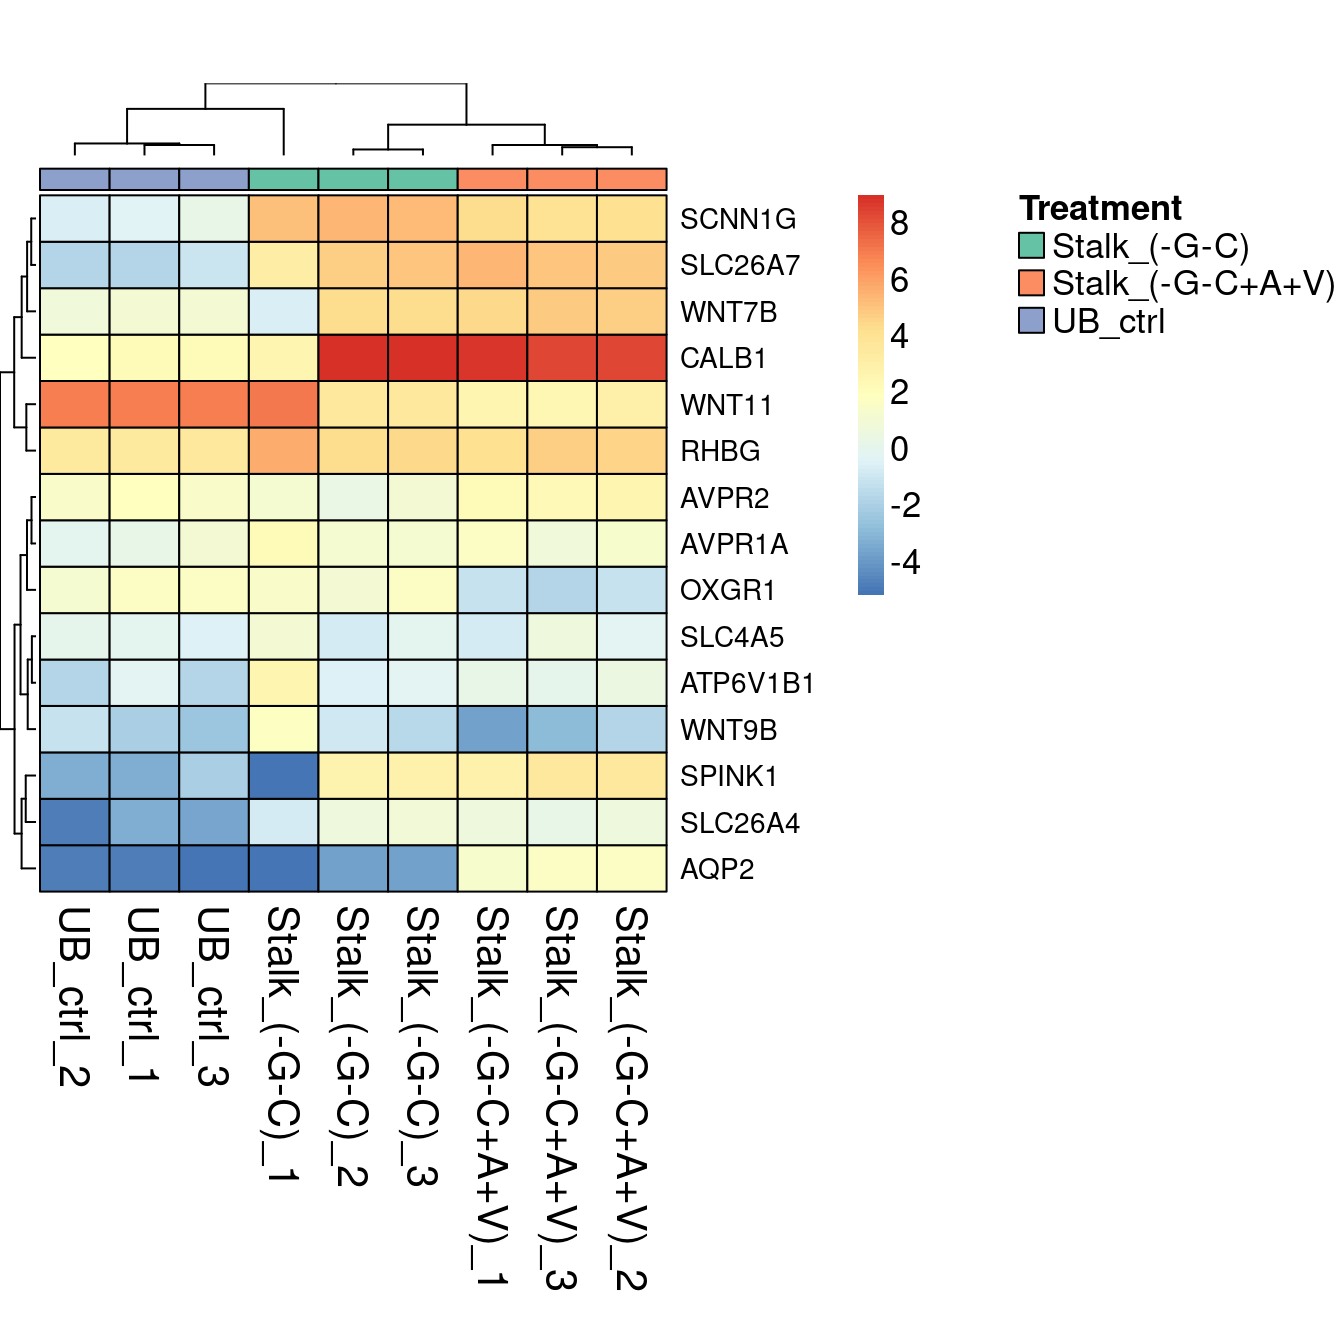 SCNN1G
SLC26A7
WNT7B
CALB1
WNT11
RHBG
AVPR2
AVPR1A
OXGR1
SLC4A5
ATP6V1B1
WNT9B
SPINK1
SLC26A4
AQP2
8
6
4
2
0
-2
-4
Treatment
Stalk_(-G-C)
Stalk_(-G-C+A+V)
UB_ctrl
UB_ctrl_2
UB_ctrl_1
UB_ctrl_3
Stalk_(-G-C)_1
Stalk_(-G-C)_2
Stalk_(-G-C)_3
Stalk_(-G-C+A+V)_1
Stalk_(-G-C+A+V)_3
Stalk_(-G-C+A+V)_2